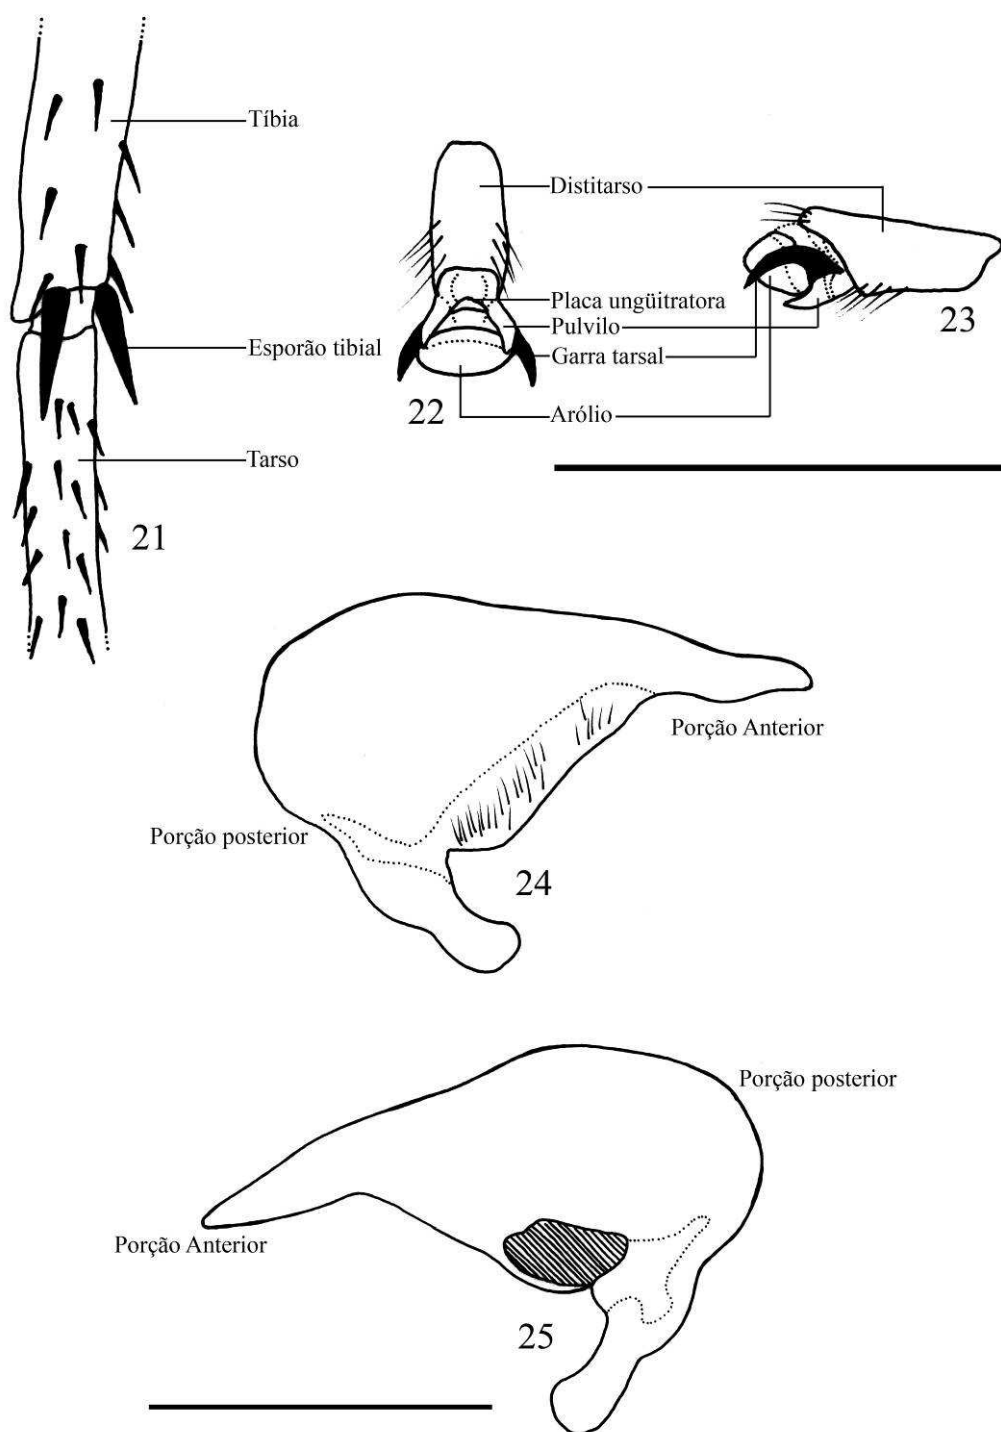 Tíbia
Distitarso
Placa ungüitratora
Pulvilo
23
Esporão tibial
Garra tarsal
22
Arólio
Tarso
21
Porção Anterior
Porção posterior
24
Porção posterior
Porção Anterior
25